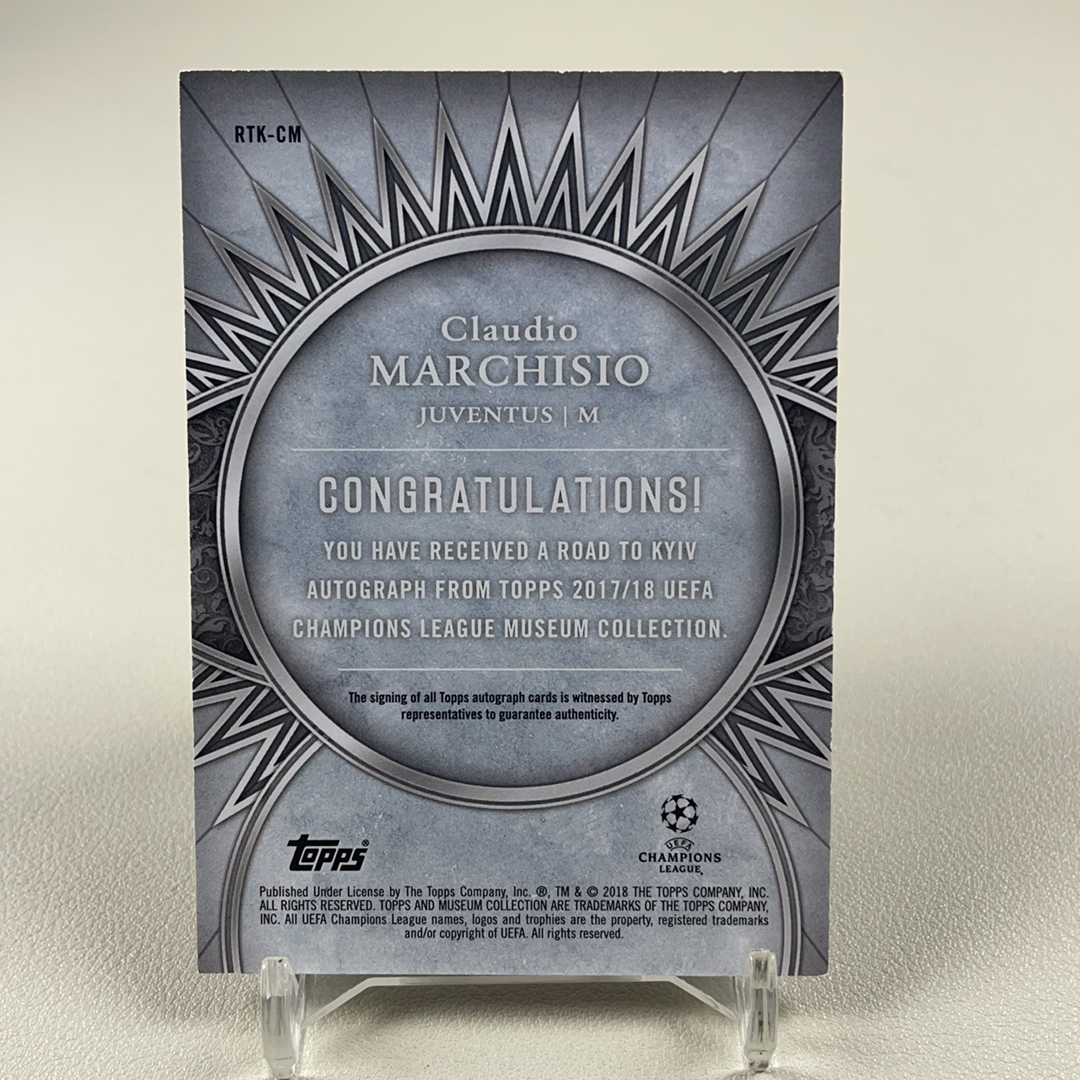 RTK-CM
Claudio
MARCHISIO
JUVENTUS | M
CONGRATULATIONS!
YOU HAVE RECEIVED A ROAD TO KYIV
AUTOGRAPH FROM TOPPS 2017/18 UEFA
CHAMPIONS LEAGUE MUSEUM COLLECTION.
The signing of all Topps autograph cards is witnessed by Topps
representatives to guarantee authenticity.
topps®
UEFA
CHAMPIONS
LEAGUE
Published Under License by The Topps Company, Inc. ®, TM & © 2018 THE TOPPS COMPANY, INC.
ALL RIGHTS RESERVED. TOPPS AND MUSEUM COLLECTION ARE TRADEMARKS OF THE TOPPS COMPANY,
INC. All UEFA Champions League names, logos and trophies are the property, registered trademarks
and/or copyright of UEFA. All rights reserved.